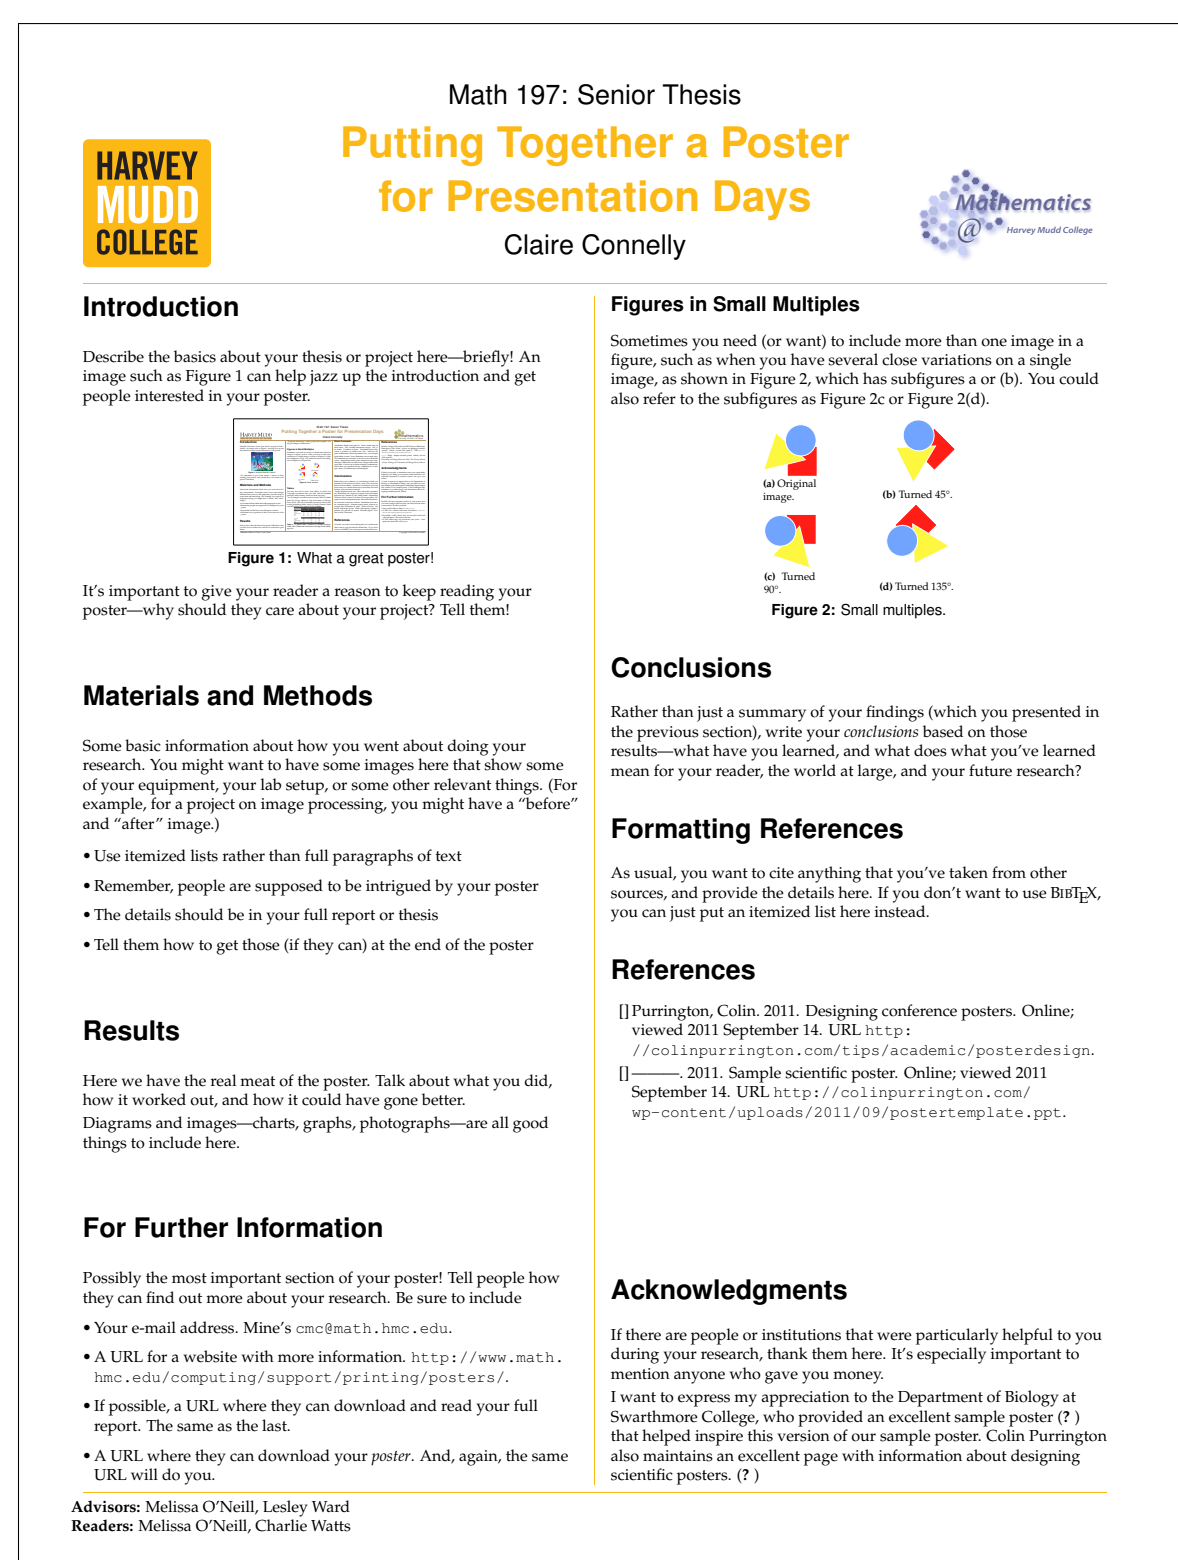 Math 197: Senior Thesis
Putting Together a Poster
for Presentation Days
Claire Connelly
HARVEY
MUDD
COLLEGE
Mathematics
@
Harvey Mudd College
Introduction
Describe the basics about your thesis or project here—briefly! An
image such as Figure 1 can help jazz up the introduction and get
people interested in your poster.
Putting Together a Poster for Presentation Days
HARVEY MUDD
Mathematics
Figure 1: What a great poster!
It's important to give your reader a reason to keep reading your
poster—why should they care about your project? Tell them!
Materials and Methods
Some basic information about how you went about doing your
research. You might want to have some images here that show some
of your equipment, your lab setup, or some other relevant things. (For
example, for a project on image processing, you might have a “before”
and “after” image.)
• Use itemized lists rather than full paragraphs of text
• Remember, people are supposed to be intrigued by your poster
• The details should be in your full report or thesis
• Tell them how to get those (if they can) at the end of the poster
Results
Here we have the real meat of the poster. Talk about what you did,
how it worked out, and how it could have gone better.
Diagrams and images—charts, graphs, photographs—are all good
things to include here.
For Further Information
Possibly the most important section of your poster! Tell people how
they can find out more about your research. Be sure to include
• Your e-mail address. Mine's cmc@math.hmc.edu.
• A URL for a website with more information. http://www.math.
hmc.edu/computing/support/printing/posters/.
• If possible, a URL where they can download and read your full
report. The same as the last.
• A URL where they can download your poster. And, again, the same
URL will do you.
Figures in Small Multiples
Sometimes you need (or want) to include more than one image in a
figure, such as when you have several close variations on a single
image, as shown in Figure 2, which has subfigures a or (b). You could
also refer to the subfigures as Figure 2c or Figure 2(d).
(a) Original
image.
(b) Turned 45°.
(c) Turned
90°.
(d) Turned 135°.
Figure 2: Small multiples.
Conclusions
Rather than just a summary of your findings (which you presented in
the previous section), write your conclusions based on those
results—what have you learned, and what does what you've learned
mean for your reader, the world at large, and your future research?
Formatting References
As usual, you want to cite anything that you've taken from other
sources, and provide the details here. If you don't want to use BIBTEX,
you can just put an itemized list here instead.
References
[] Purrington, Colin. 2011. Designing conference posters. Online;
viewed 2011 September 14. URL http:
//colinpurrington.com/tips/academic/posterdesign.
[] ———. 2011. Sample scientific poster. Online; viewed 2011
September 14. URL http://colinpurrington.com/
wp-content/uploads/2011/09/postertemplate.ppt.
Acknowledgments
If there are people or institutions that were particularly helpful to you
during your research, thank them here. It's especially important to
mention anyone who gave you money.
I want to express my appreciation to the Department of Biology at
Swarthmore College, who provided an excellent sample poster (? )
that helped inspire this version of our sample poster. Colin Purrington
also maintains an excellent page with information about designing
scientific posters. (? )
Advisors: Melissa O'Neill, Lesley Ward
Readers: Melissa O'Neill, Charlie Watts